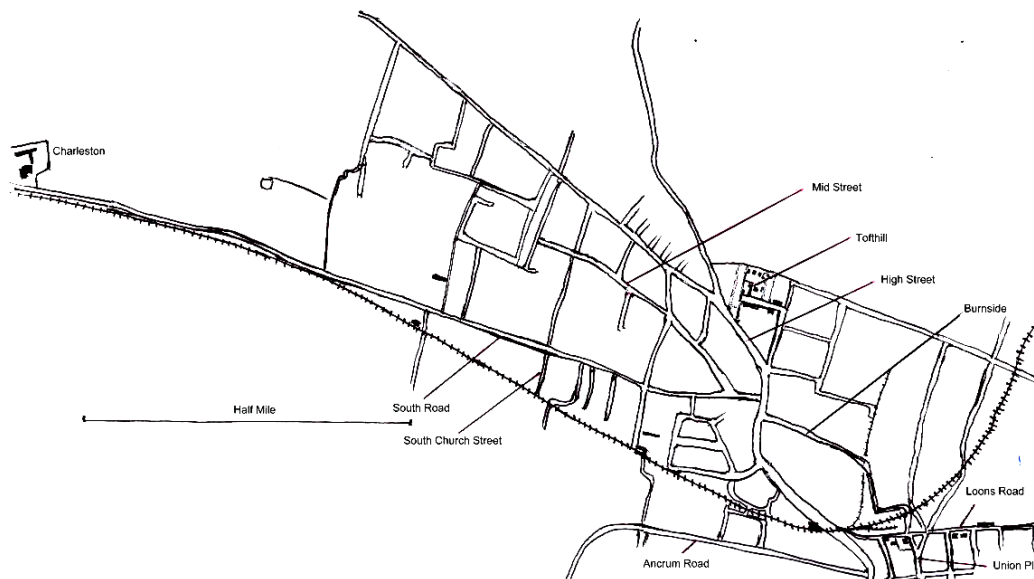 Charleston
Mid Street
Tofthill
High Street
Burnside
Half Mile
South Road
South Church Street
Loons Road
Ancrum Road
Union Pl